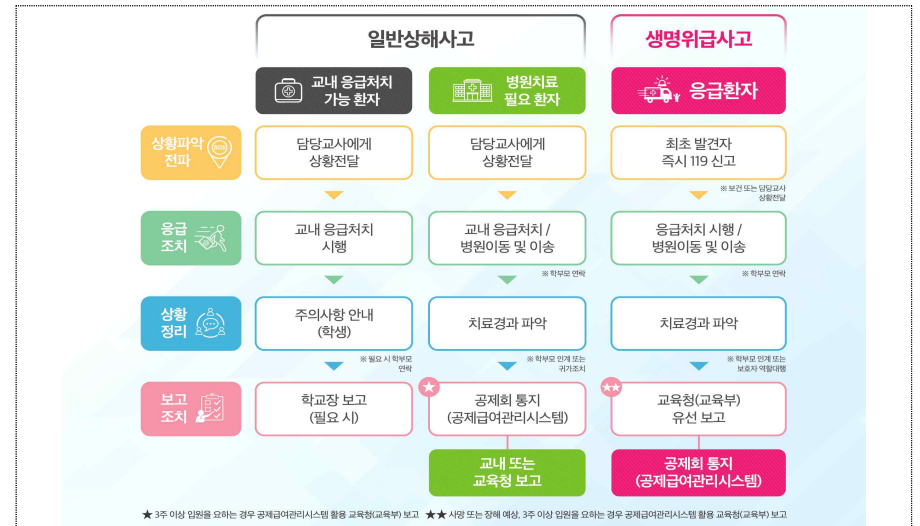 일반상해사고
생명위급사고
교내 응급처치
가능 환자
병원치료
필요 환자
응급환자
상황파악
전파
담당교사에게
상황전달
담당교사에게
상황전달
최초 발견자
즉시 119 신고
※ 보건 또는 담당교사
상황전달
응급
조치
교내 응급처치
시행
교내 응급처치 /
병원이동 및 이송
응급처치 시행 /
병원이동 및 이송
※ 학부모 연락
※ 학부모 연락
상황
정리
주의사항 안내
(학생)
치료경과 파악
치료경과 파악
※ 필요 시 학부모
연락
※ 학부모 인계 또는
귀가조치
※ 학부모 인계 또는
보호자 역할대행
보고
조치
학교장 보고
(필요 시)
★
공제회 통지
(공제급여관리시스템)
★★
교육청(교육부)
유선 보고
교내 또는
교육청 보고
공제회 통지
(공제급여관리시스템)
★ 3주 이상 입원을 요하는 경우 공제급여관리시스템 활용 교육청(교육부) 보고 ★★ 사망 또는 장해 예상, 3주 이상 입원을 요하는 경우 공제급여관리시스템 활용 교육청(교육부) 보고